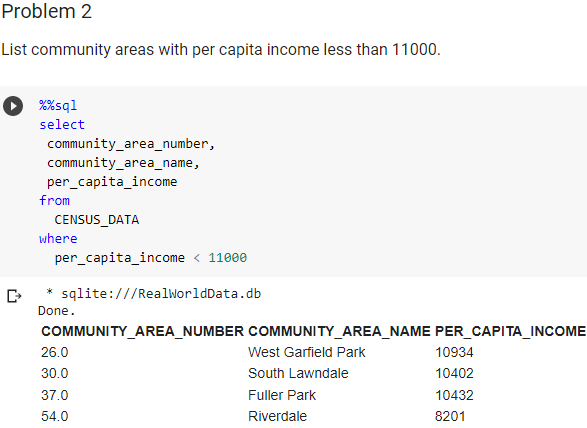 Problem 2
List community areas with per capita income less than 11000.
%%sql
select
community_area_number,
community_area_name,
per_capita_income
from
CENSUS_DATA
where
per_capita_income < 11000
* sqlite:///RealWorldData.db
Done.
COMMUNITY_AREA_NUMBER COMMUNITY_AREA_NAME PER_CAPITA_INCOME
26.0 West Garfield Park 10934
30.0 South Lawndale 10402
37.0 Fuller Park 10432
54.0 Riverdale 8201